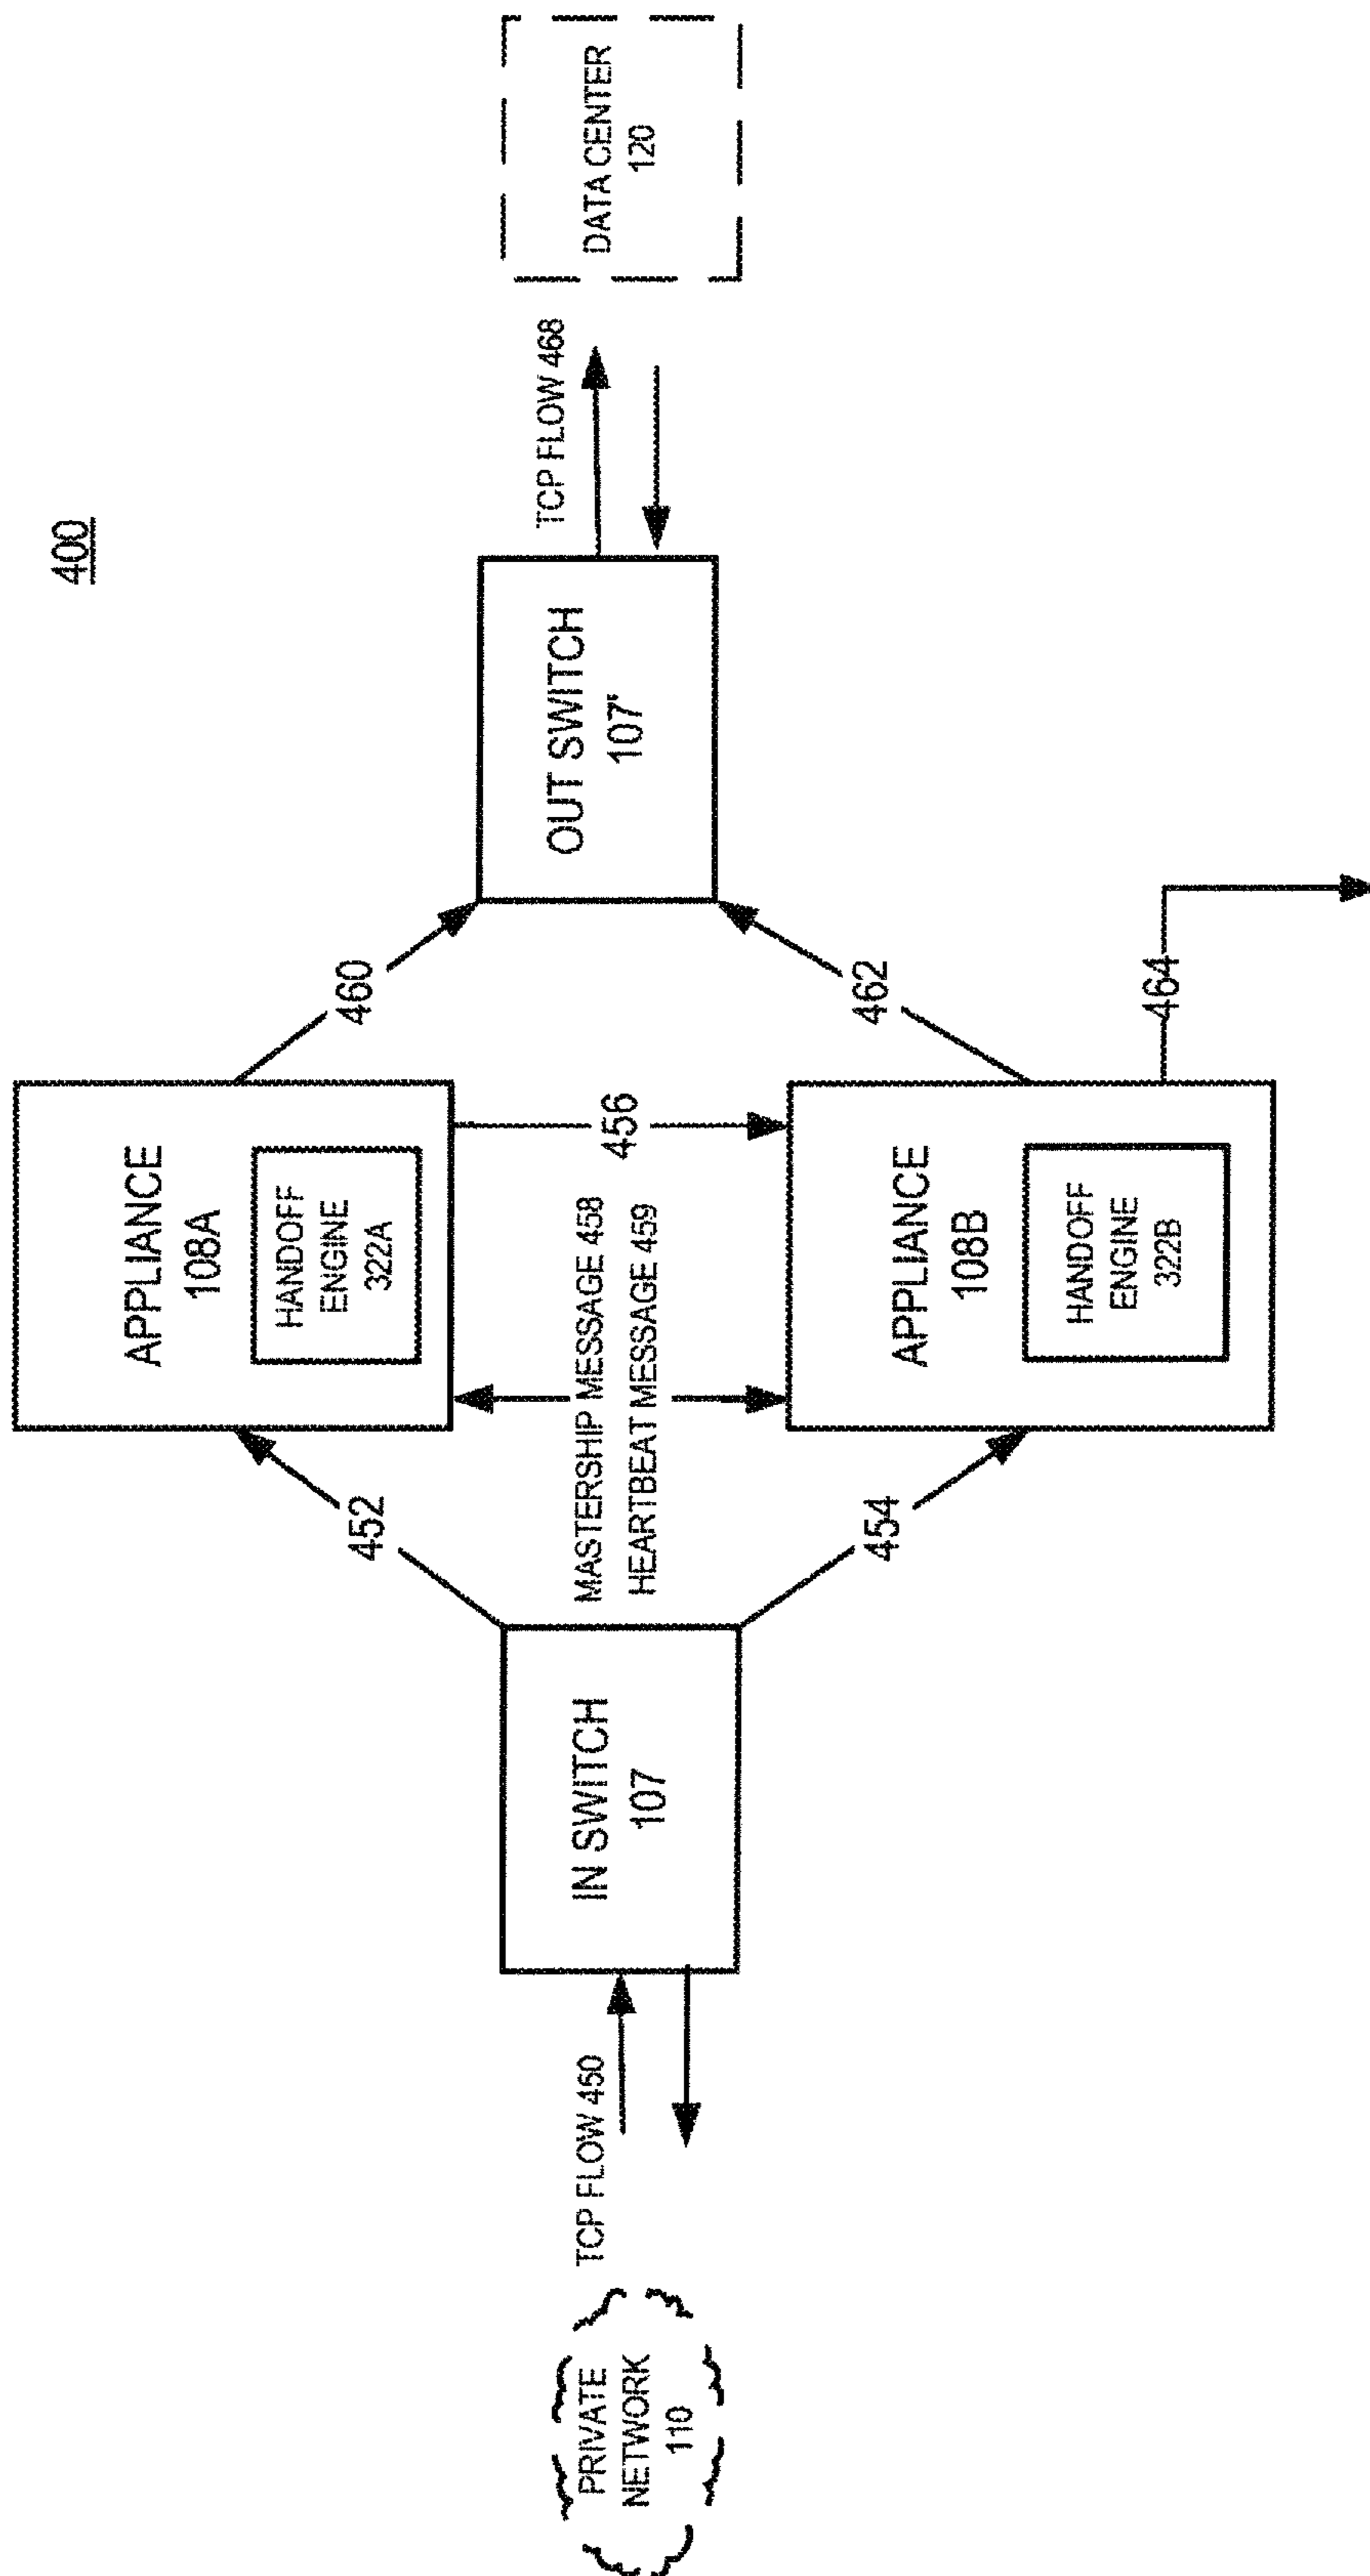 400
PRIVATE
NETWORK
110
TCP FLOW 450
IN SWITCH
107
452
454
APPLIANCE
108A
HANDOFF
ENGINE
322A
MASTERSHIP MESSAGE 458
HEARTBEAT MESSAGE 459
456
APPLIANCE
108B
HANDOFF
ENGINE
322B
460
462
464
OUT SWITCH
107'
TCP FLOW 468
DATA CENTER
120